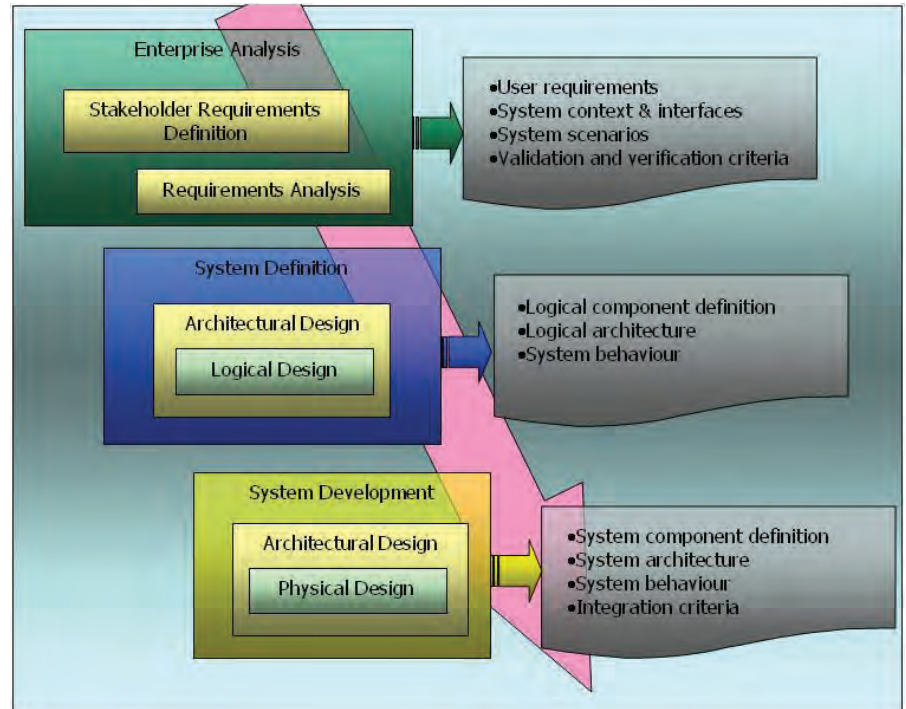 Enterprise Analysis
Stakeholder Requirements
Definition
Requirements Analysis
•User requirements
•System context & interfaces
•System scenarios
•Validation and verification criteria
System Definition
Architectural Design
Logical Design
•Logical component definition
•Logical architecture
•System behaviour
System Development
Architectural Design
Physical Design
•System component definition
•System architecture
•System behaviour
•Integration criteria